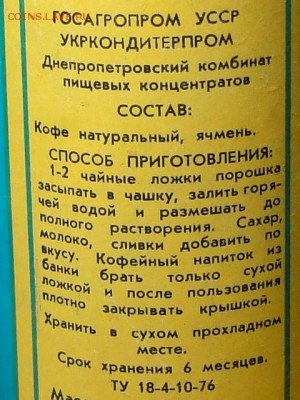 COINS.LAV.RU
ГОСАГРОПРОМ УССР
УКРКОНДИТЕРПРОМ
Днепропетровский комбинат
пищевых концентратов
СОСТАВ:
Кофе натуральный, ячмень.
СПОСОБ ПРИГОТОВЛЕНИЯ:
1-2 чайные ложки порошка
засыпать в чашку, залить горя-
чей водой и размешать до
полного растворения. Сахар,
молоко, сливки добавить по
вкусу. Кофейный напиток из
банки брать только сухой
ложкой и после пользования
плотно закрывать крышкой.
Хранить в сухом прохладном
месте.
Срок хранения 6 месяцев.
ТУ 18-4-10-76